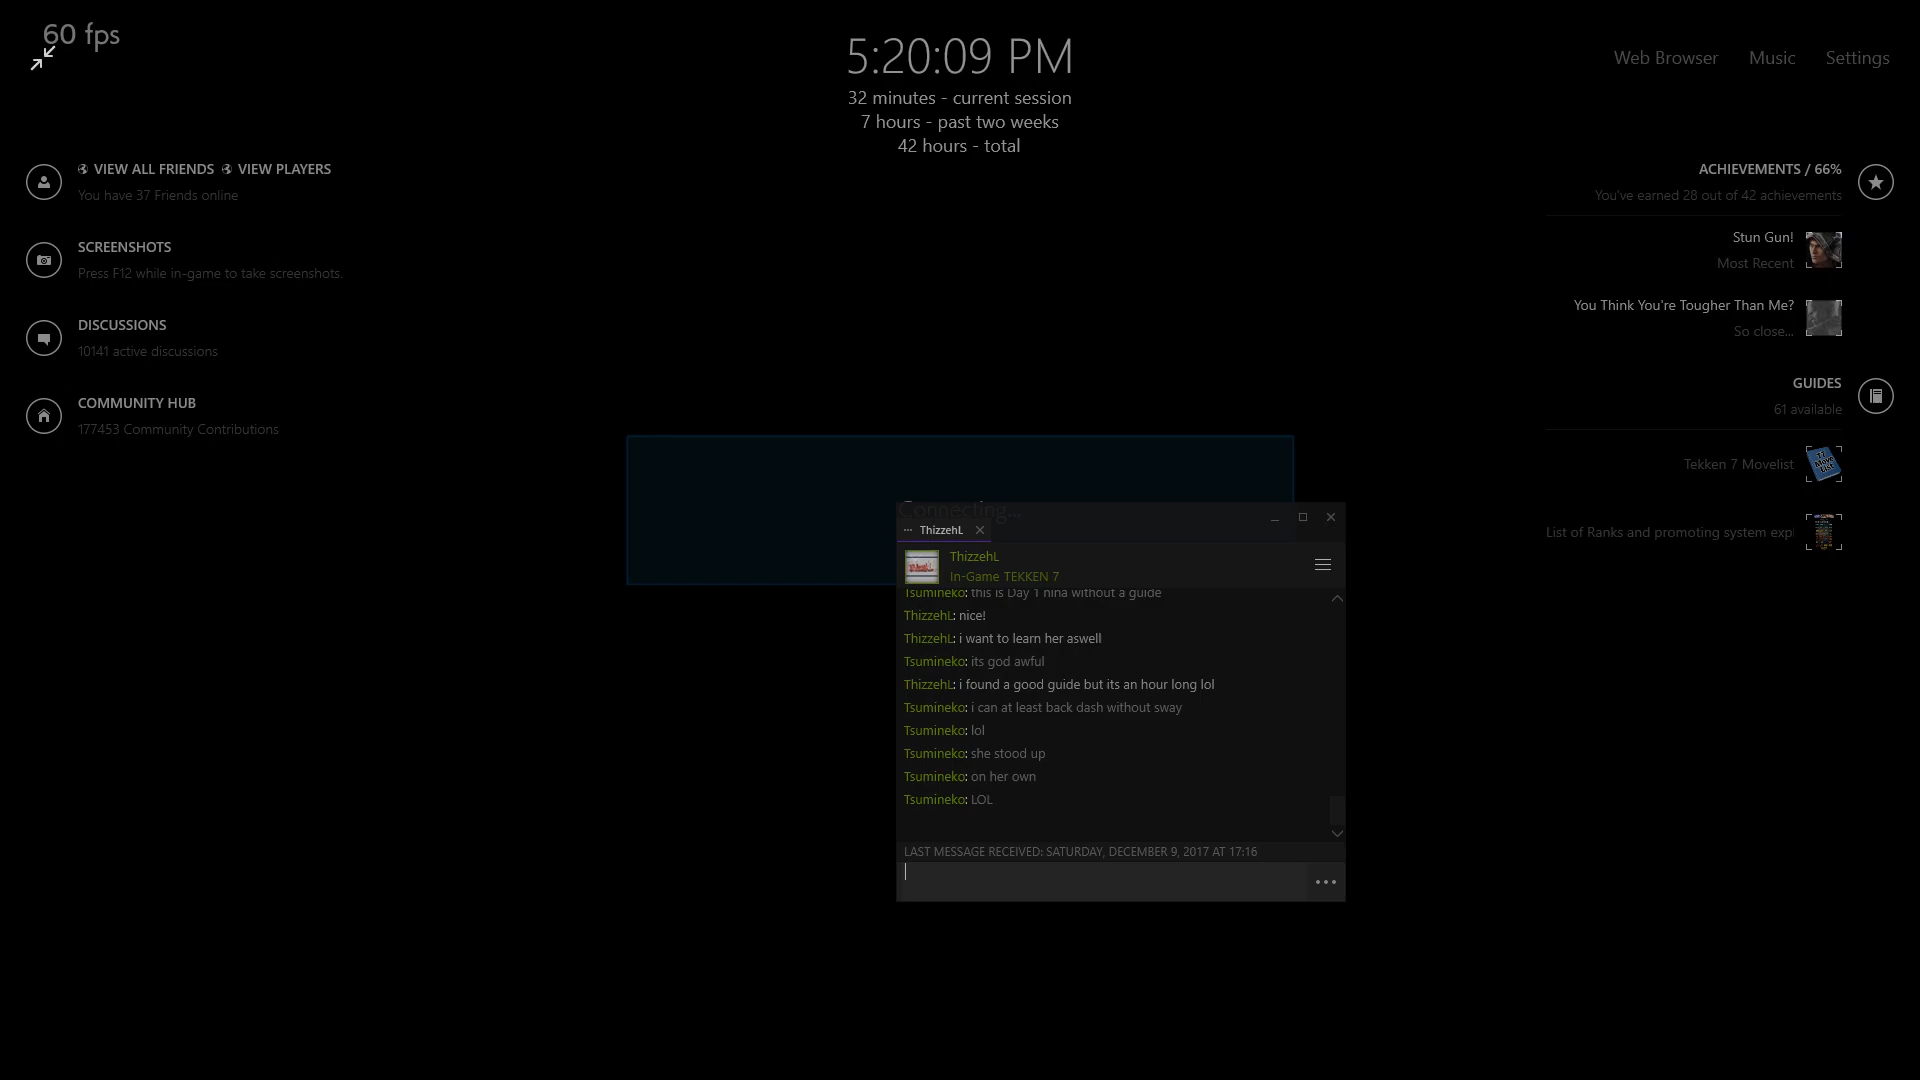 60 fps
5:20:09 PM
32 minutes - current session
7 hours - past two weeks
42 hours - total
Web Browser Music Settings
VIEW ALL FRIENDS VIEW PLAYERS
You have 37 Friends online
SCREENSHOTS
Press F12 while in-game to take screenshots.
DISCUSSIONS
10141 active discussions
COMMUNITY HUB
177453 Community Contributions
ACHIEVEMENTS / 66%
You've earned 28 out of 42 achievements
Stun Gun!
Most Recent
You Think You're Tougher Than Me?
So close...
GUIDES
61 available
Tekken 7 Movelist
T7 Move List
List of Ranks and promoting system expl
Connecting...
ThizzehL
ThizzehL
In-Game TEKKEN 7
Tsumineko: this is Day 1 nina without a guide
ThizzehL: nice!
ThizzehL: i want to learn her aswell
Tsumineko: its god awful
ThizzehL: i found a good guide but its an hour long lol
Tsumineko: i can at least back dash without sway
Tsumineko: lol
Tsumineko: she stood up
Tsumineko: on her own
Tsumineko: LOL
LAST MESSAGE RECEIVED: SATURDAY, DECEMBER 9, 2017 AT 17:16